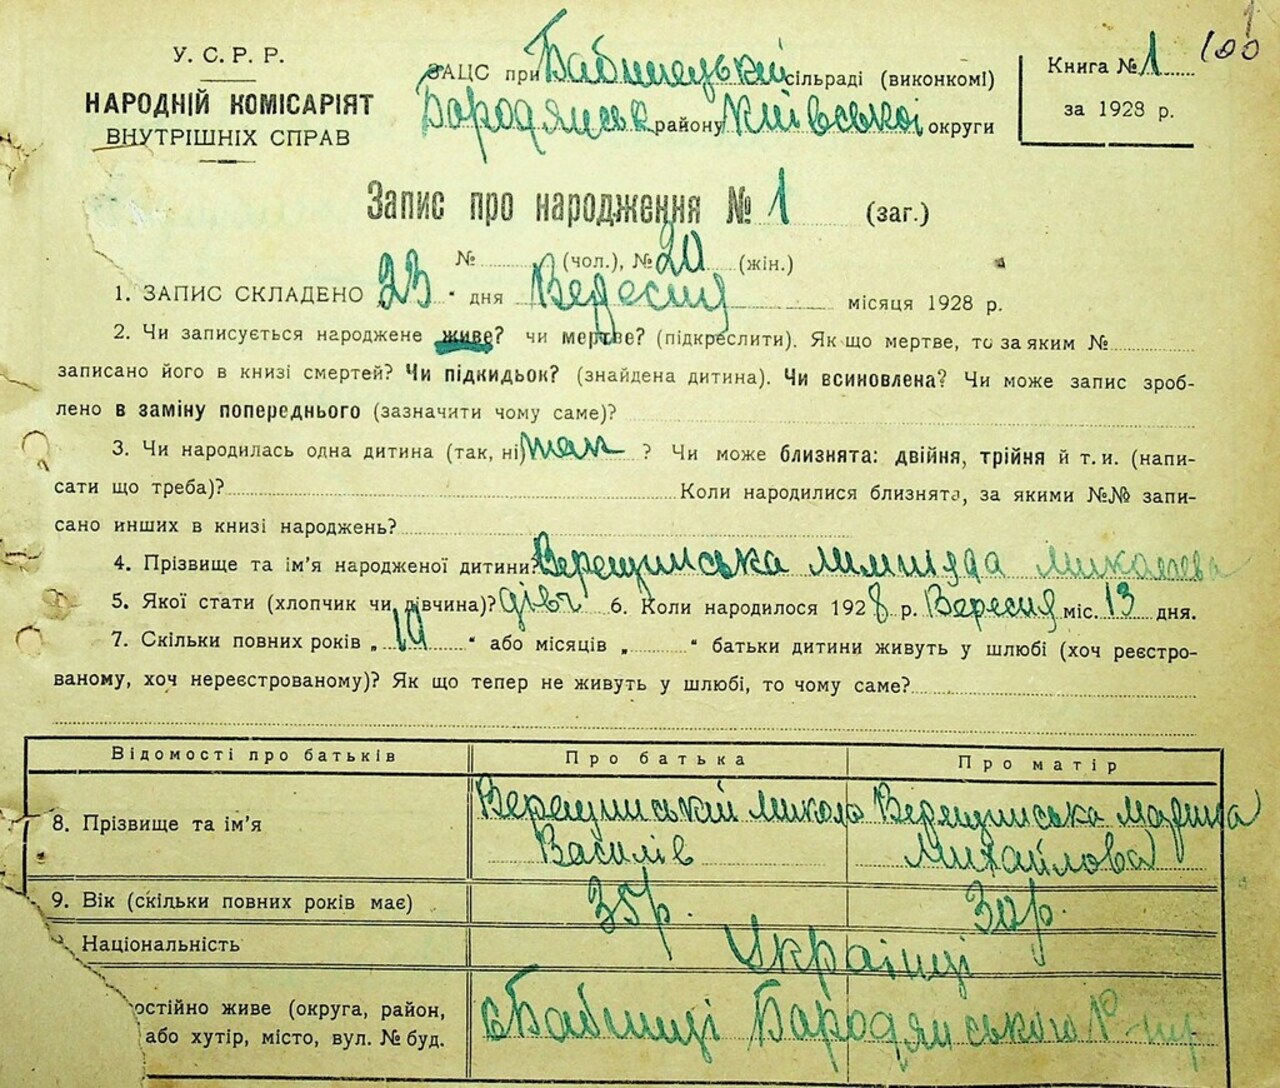 1
100
У. С. Р. Р.
НАРОДНІЙ КОМІСАРІЯТ
ВНУТРІШНІХ СПРАВ
ЗАЦС при Бабинецькій сільраді (виконкомі)
Бородянськ району Київської округи
Книга № 1
за 1928 р.
Запис про народження № 1 (заг.)
№ (чол.), № 20 (жін.)
1. ЗАПИС СКЛАДЕНО 23 " дня Вересня місяця 1928 р.
2. Чи записується народжене живе? чи мертве? (підкреслити). Як що мертве, то за яким №
записано його в книзі смертей? Чи підкидьок? (знайдена дитина). Чи всиновлена? Чи може запис зроб-
лено в заміну попереднього (зазначити чому саме)?
3. Чи народилась одна дитина (так, ні) так ? Чи може близнята: двійня, трійня й т. и. (напи-
сати що треба)? Коли народилися близнята, за якими №№ запи-
сано инших в книзі народжень?
4. Прізвище та ім'я народженої дитини? Верещинська Миколаєва
5. Якої стати (хлопчик чи дівчина)? дівч 6. Коли народилося 1928 р. Вересня міс. 13 дня.
7. Скільки повних років „ 10 " або місяців „ " батьки дитини живуть у шлюбі (хоч реєстро-
ваному, хоч нереєстрованому)? Як що тепер не живуть у шлюбі, то чому саме?
Відомості про батьків Про батька Про матір
8. Прізвище та ім'я Верещинський Микола Верещинська Марина
Василів Михайлова
9. Вік (скільки повних років має) 35 р. 30 р.
Національність Українці
остійно живе (округа, район, с Бабинці Бородянського р-ну
або хутір, місто, вул. № буд.